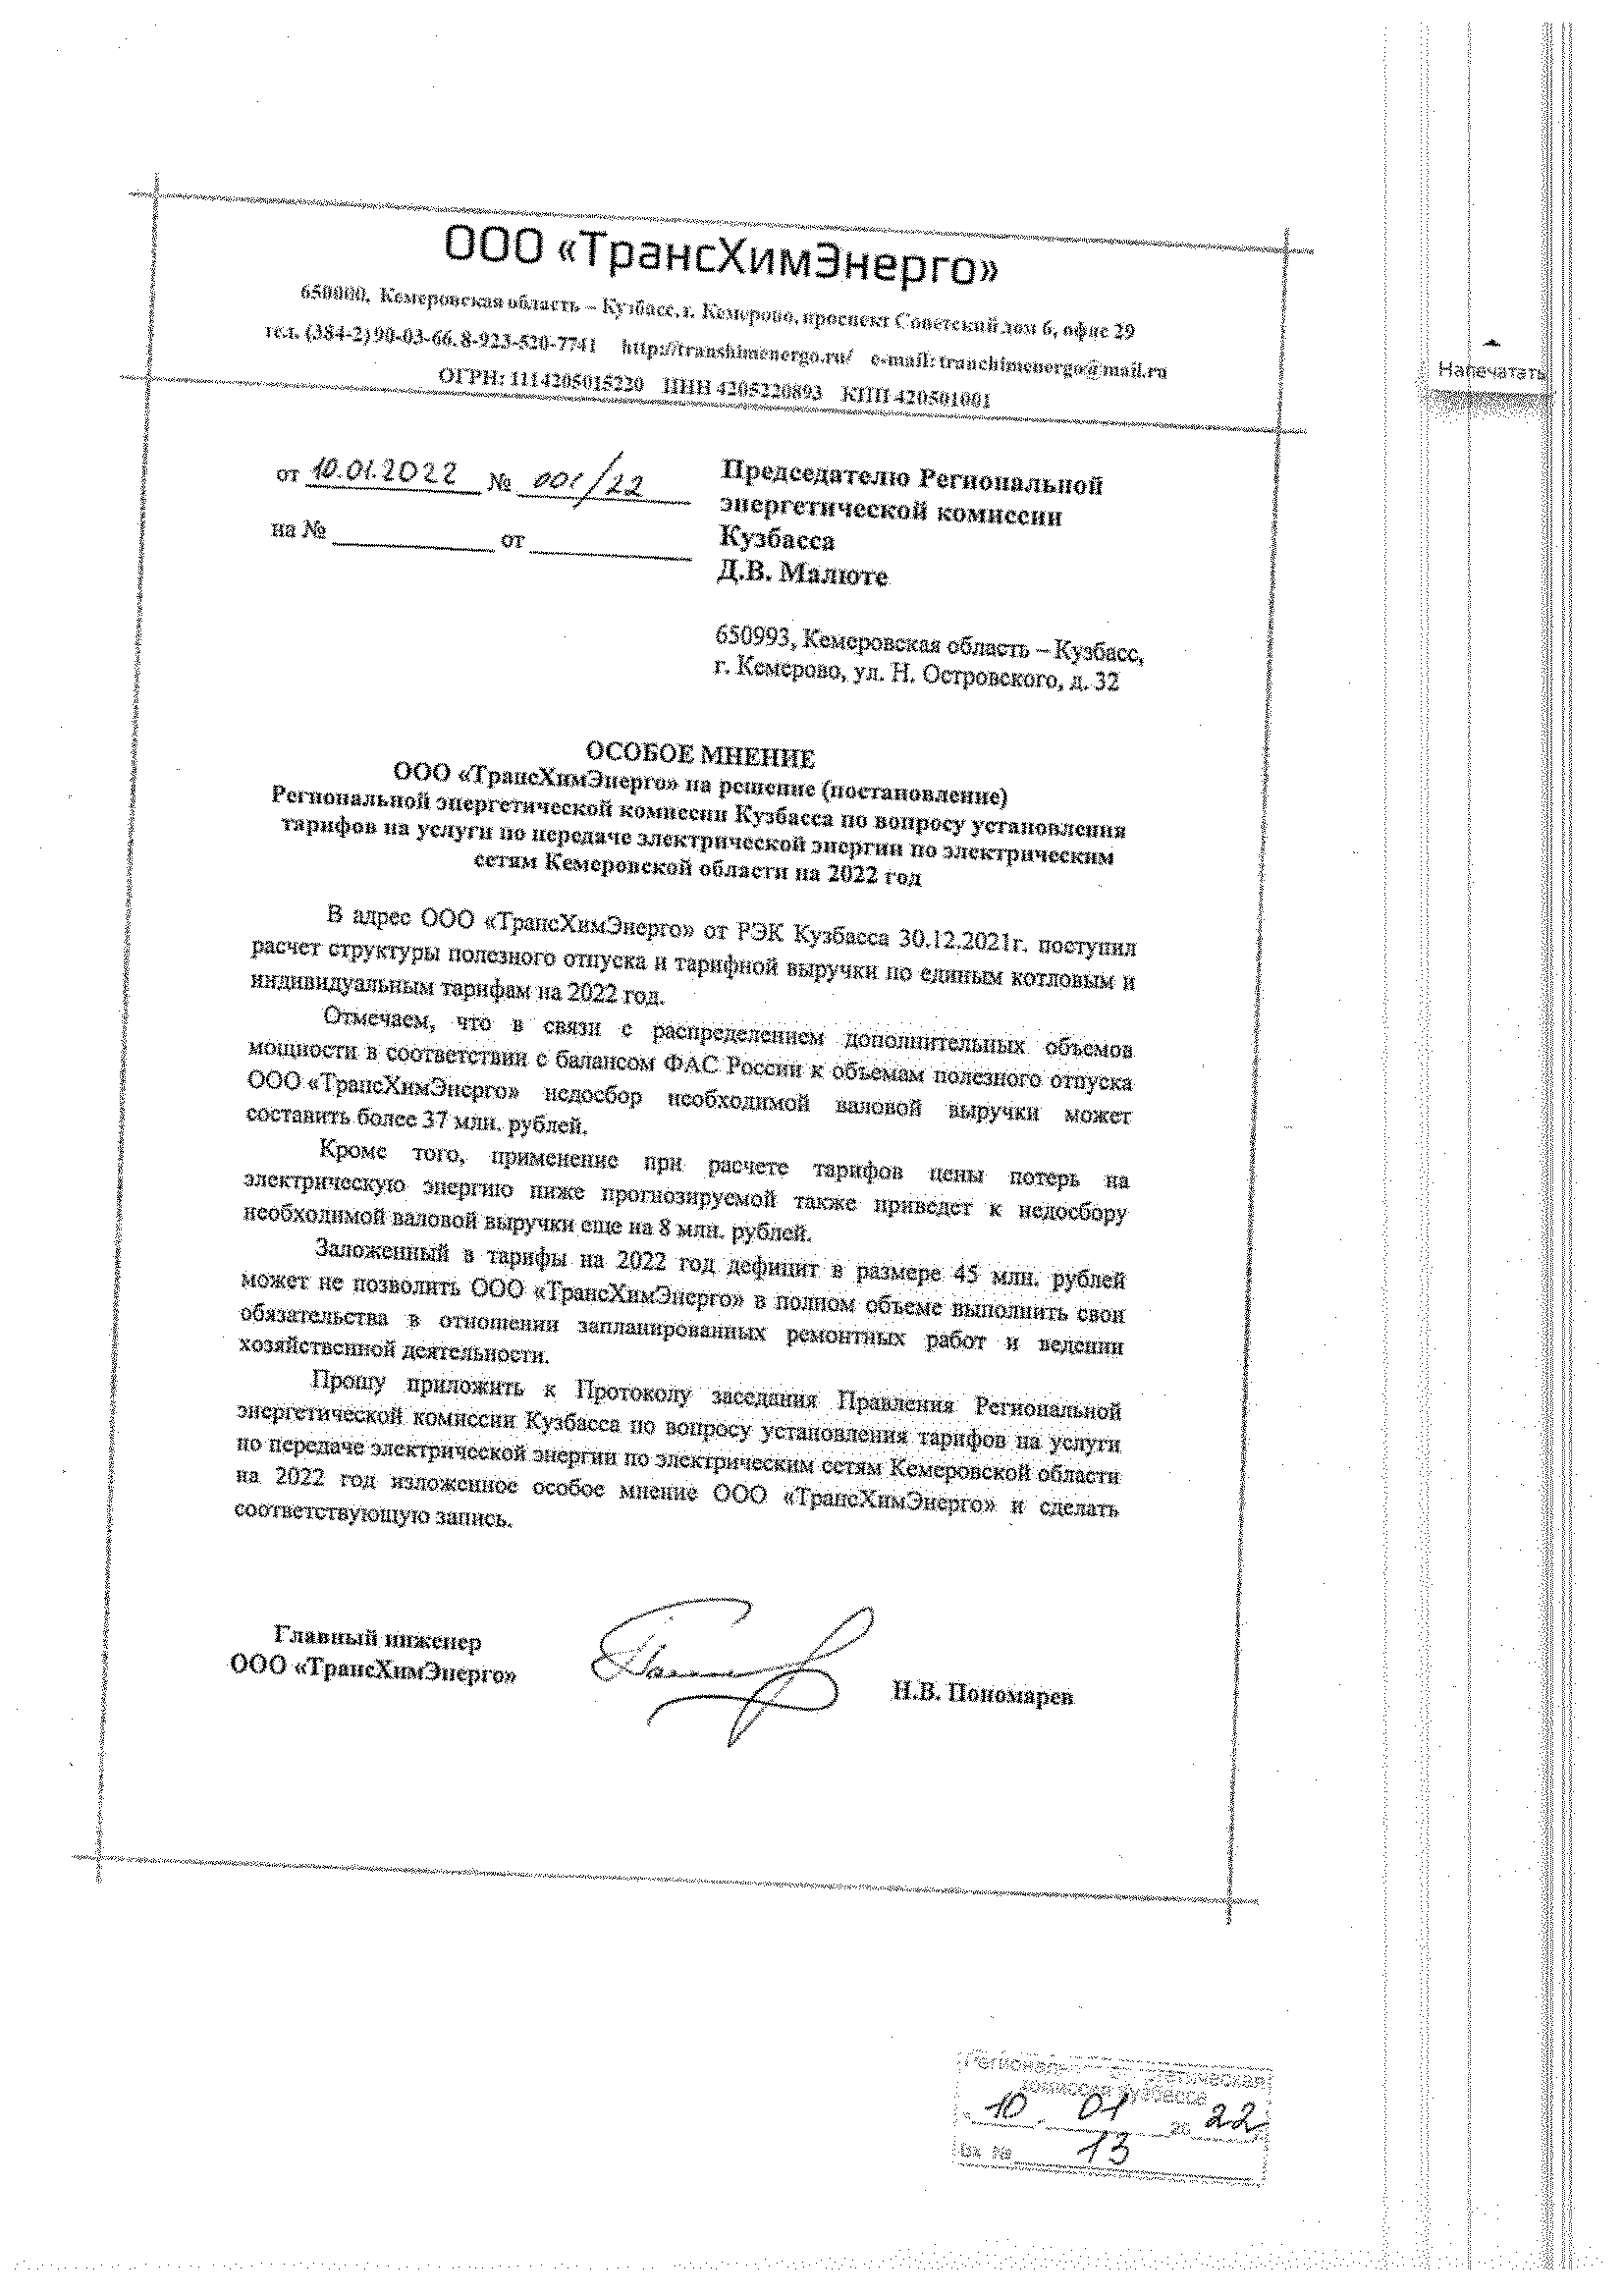 ООО «ТрансХимЭнерго»
650000, Кемеровская область – Кузбасс, г. Кемерово, проспект Советский дом 6, офис 29
тел. (384-2) 90-03-66, 8-923-520-7741 http://transhimenergo.ru/ e-mail: tranchimenergo@mail.ru
ОГРН: 1114205015220 ИНН 4205220893 КПП 420501001
от 10.01.2022 № 001/22
на № от
Председателю Региональной
энергетической комиссии
Кузбасса
Д.В. Малюте
650993, Кемеровская область – Кузбасс,
г. Кемерово, ул. Н. Островского, д. 32
ОСОБОЕ МНЕНИЕ
ООО «ТрансХимЭнерго» на решение (постановление)
Региональной энергетической комиссии Кузбасса по вопросу установления
тарифов на услуги по передаче электрической энергии по электрическим
сетям Кемеровской области на 2022 год
В адрес ООО «ТрансХимЭнерго» от РЭК Кузбасса 30.12.2021г. поступил
расчет структуры полезного отпуска и тарифной выручки по единым котловым и
индивидуальным тарифам на 2022 год.
Отмечаем, что в связи с распределением дополнительных объемов
мощности в соответствии с балансом ФАС России к объемам полезного отпуска
ООО «ТрансХимЭнерго» недосбор необходимой валовой выручки может
составить более 37 млн. рублей.
Кроме того, применение при расчете тарифов цены потерь на
электрическую энергию ниже прогнозируемой также приведет к недосбору
необходимой валовой выручки еще на 8 млн. рублей.
Заложенный в тарифы на 2022 год дефицит в размере 45 млн. рублей
может не позволить ООО «ТрансХимЭнерго» в полном объеме выполнить свои
обязательства в отношении запланированных ремонтных работ и ведении
хозяйственной деятельности.
Прошу приложить к Протоколу заседания Правления Региональной
энергетической комиссии Кузбасса по вопросу установления тарифов на услуги
по передаче электрической энергии по электрическим сетям Кемеровской области
на 2022 год изложенное особое мнение ООО «ТрансХимЭнерго» и сделать
соответствующую запись.
Главный инженер
ООО «ТрансХимЭнерго»
Н.В. Пономарев
Напечатать
комиссия Кузбасса
10 01 20 22
Вх № 13